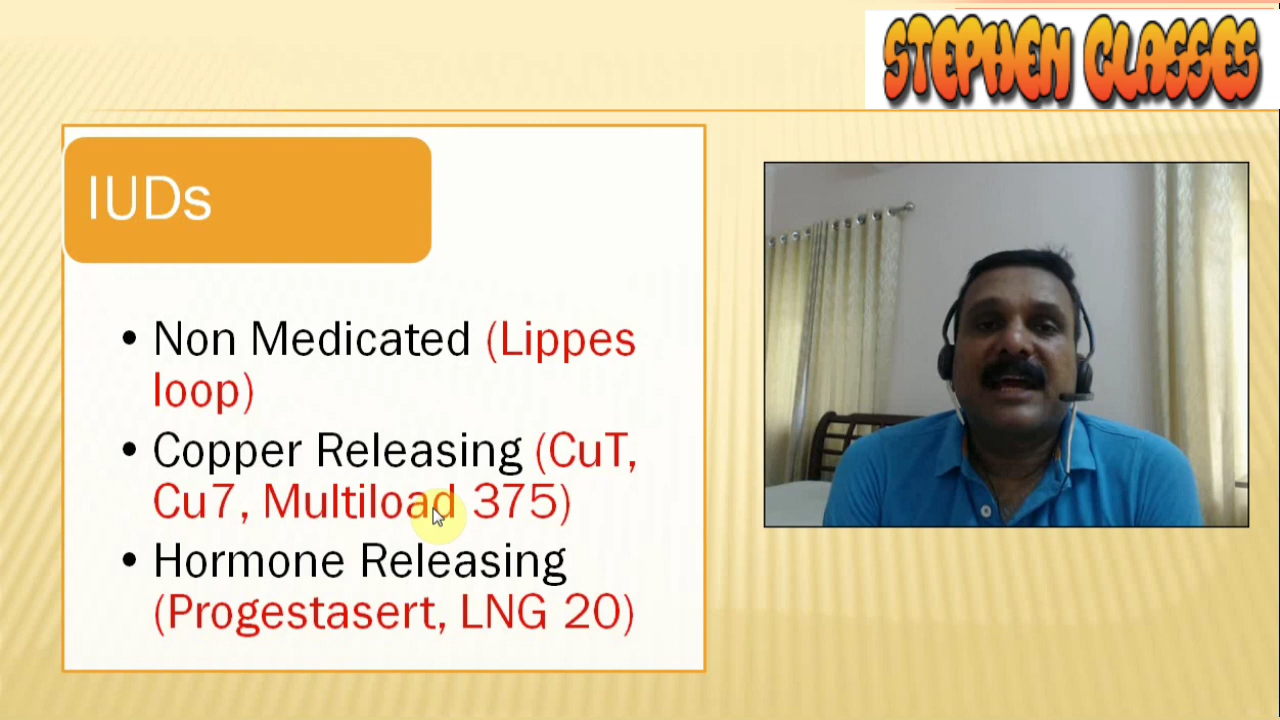 STEPHEN CLASSES
IUDs
• Non Medicated (Lippes
loop)
• Copper Releasing (CuT,
Cu7, Multiload 375)
• Hormone Releasing
(Progestasert, LNG 20)